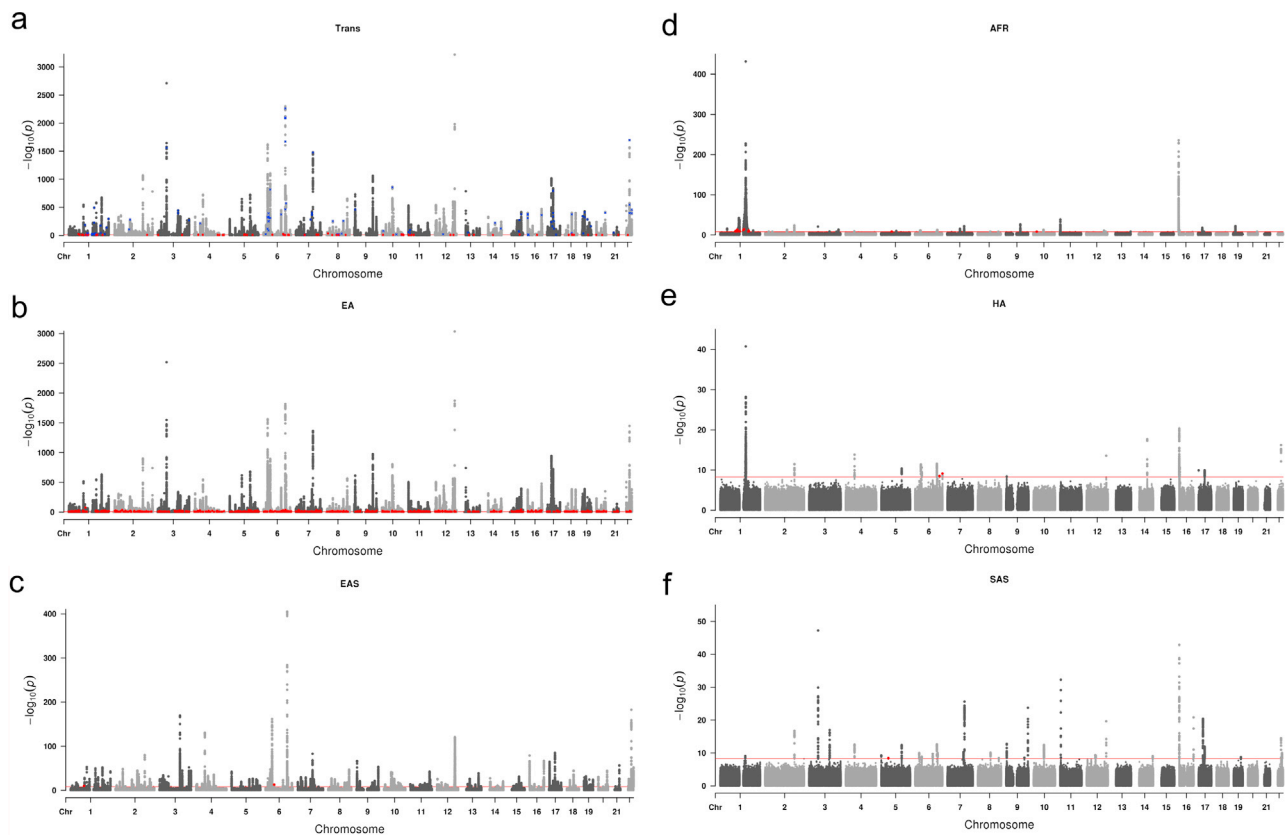 a
Trans
−log₁₀(p)
3000
2500
2000
1500
1000
500
0
Chr 1 2 3 4 5 6 7 8 9 10 11 12 13 14 15 16 17 18 19 21
Chromosome
b
EA
−log₁₀(p)
3000
2500
2000
1500
1000
500
0
Chr 1 2 3 4 5 6 7 8 9 10 11 12 13 14 15 16 17 18 19 21
Chromosome
c
EAS
−log₁₀(p)
400
300
200
100
0
Chr 1 2 3 4 5 6 7 8 9 10 11 12 13 14 15 16 17 18 19 21
Chromosome
d
AFR
−log₁₀(p)
400
300
200
100
0
Chr 1 2 3 4 5 6 7 8 9 10 11 12 13 14 15 16 17 18 19 21
Chromosome
e
HA
−log₁₀(p)
40
30
20
10
0
Chr 1 2 3 4 5 6 7 8 9 10 11 12 13 14 15 16 17 18 19 21
Chromosome
f
SAS
−log₁₀(p)
50
40
30
20
10
0
Chr 1 2 3 4 5 6 7 8 9 10 11 12 13 14 15 16 17 18 19 21
Chromosome